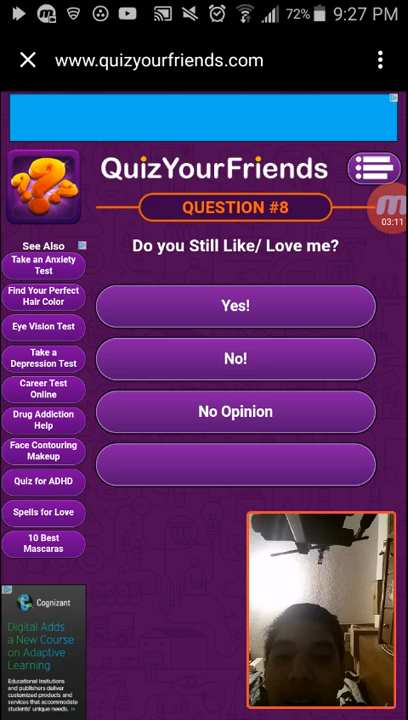 72% 9:27 PM
www.quizyourfriends.com
QuizYourFriends
QUESTION #8
03:11
See Also
Do you Still Like/ Love me?
Take an Anxiety
Test
Find Your Perfect
Hair Color
Eye Vision Test
Take a
Depression Test
Career Test
Online
Drug Addiction
Help
Face Contouring
Makeup
Quiz for ADHD
Spells for Love
10 Best
Mascaras
Yes!
No!
No Opinion
Cognizant
Digital Adds
a New Course
on Adaptive
Learning
Educational institutions
and publishers deliver
customized products and
services that accommodate
students' unique needs. »